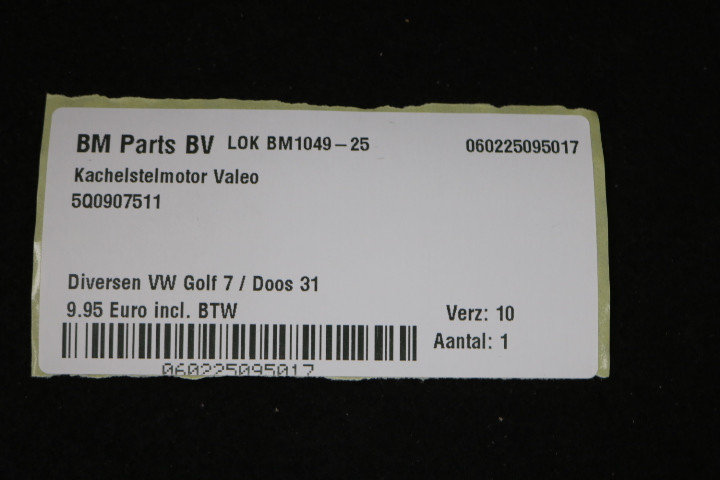 BM Parts BV LOK BM1049-25 060225095017
Kachelstelmotor Valeo
5Q0907511
Diversen VW Golf 7 / Doos 31
9.95 Euro incl. BTW Verz: 10
Aantal: 1
060225095017